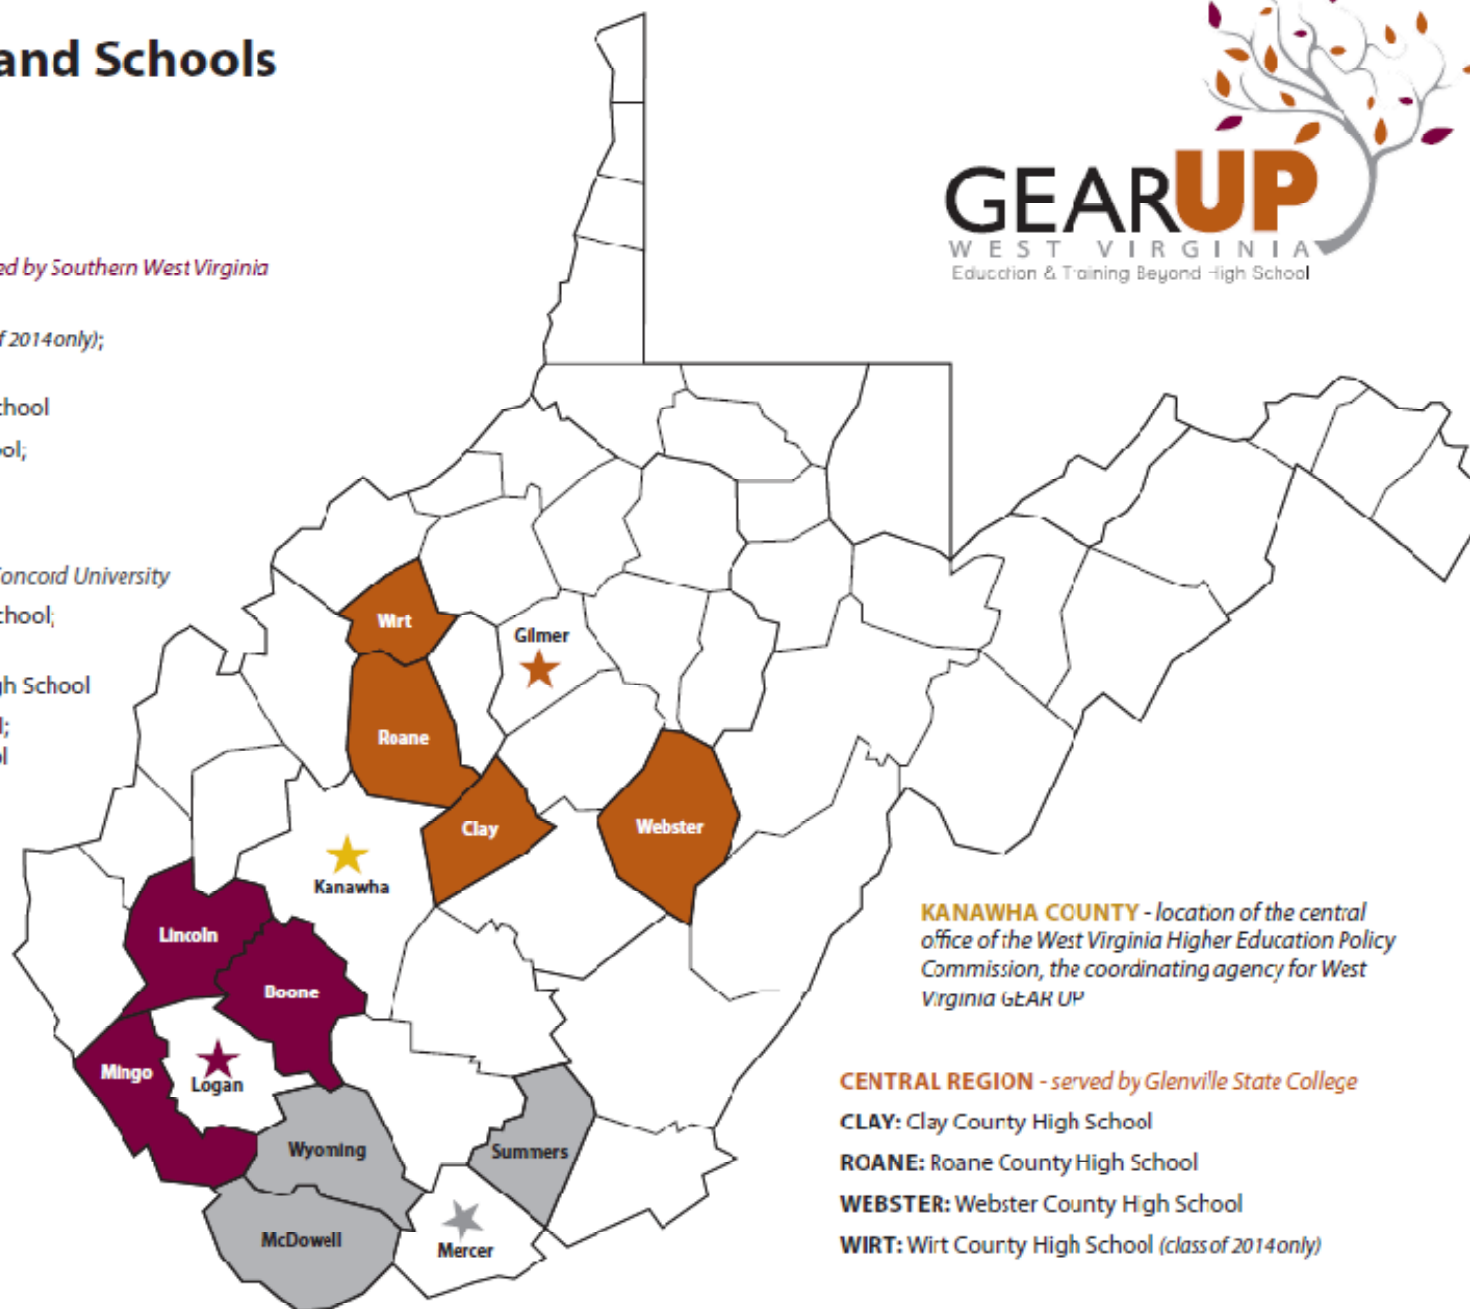 and Schools
GEARUP
WEST VIRGINIA
Education & Training Beyond High School
ed by Southern West Virginia
f 2014 only);
chool
ol;
Concord University
chool;
gh School
l;
ol
Wirt
Gilmer
Roane
Clay
Webster
Kanawha
Lincoln
Boone
Mingo
Logan
Wyoming
Summers
McDowell
Mercer
KANAWHA COUNTY - location of the central
office of the West Virginia Higher Education Policy
Commission, the coordinating agency for West
Virginia GEAR UP
CENTRAL REGION - served by Glenville State College
CLAY: Clay County High School
ROANE: Roane County High School
WEBSTER: Webster County High School
WIRT: Wirt County High School (class of 2014 only)